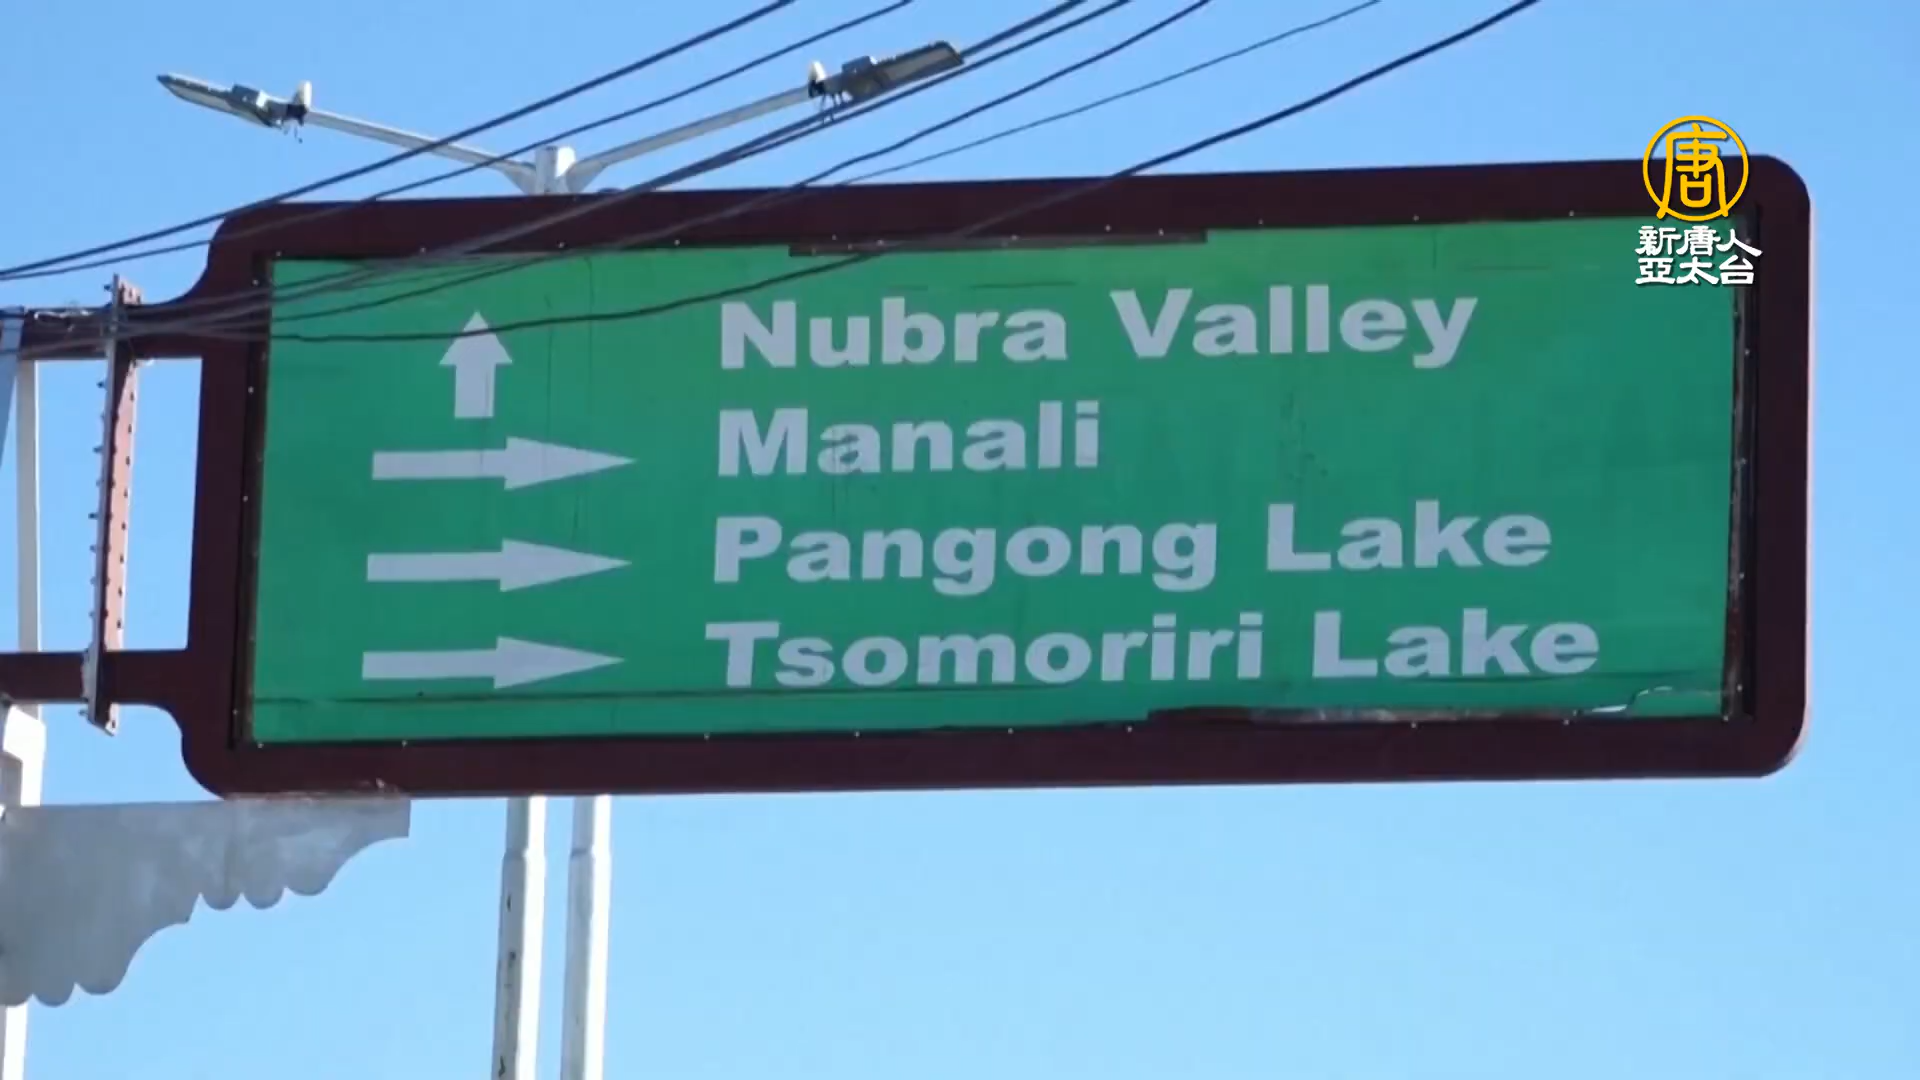 唐
新唐人
亞太台
Nubra Valley
Manali
Pangong Lake
Tsomoriri Lake